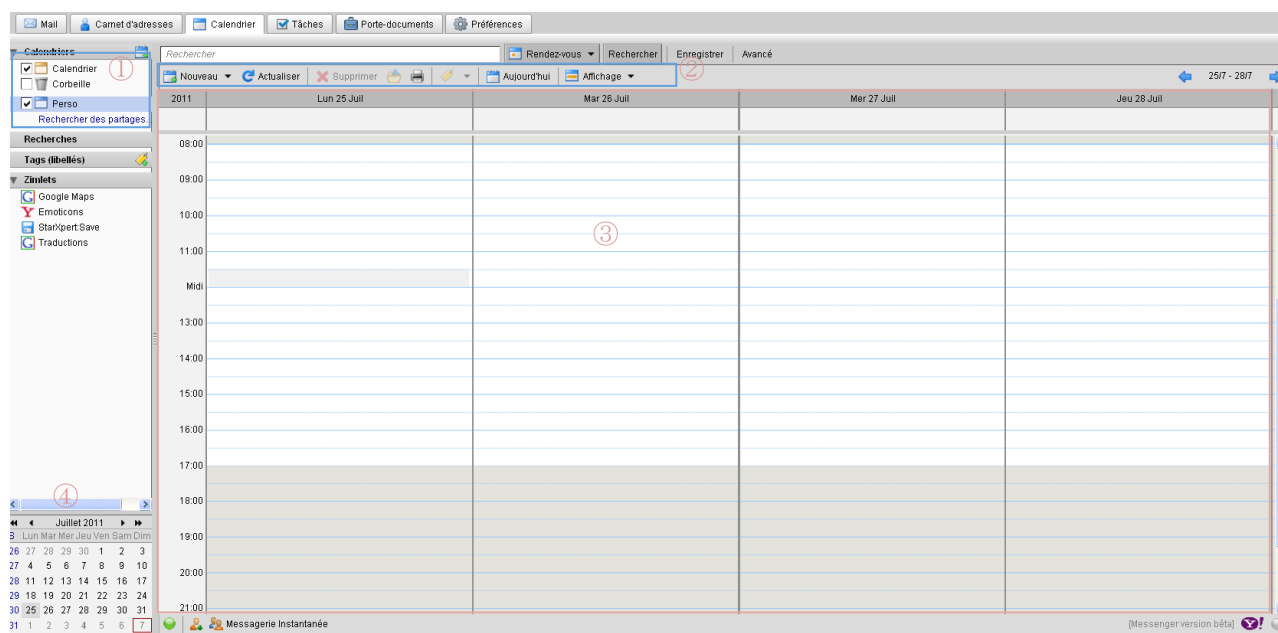 Mail Carnet d'adresses Calendrier Tâches Porte-documents Préférences
Calendriers
①
Calendrier
Corbeille
Perso
Rechercher des partages.
Recherches
Tags (libellés)
Zimlets
Google Maps
Emoticons
StarXpert:Save
Traductions
Rechercher Rendez-vous Rechercher Enregistrer Avancé
Nouveau Actualiser Supprimer Aujourd'hui Affichage ② 25/7 - 28/7
2011 Lun 25 Juil Mar 26 Juil Mer 27 Juil Jeu 28 Juil
08:00
09:00
10:00
③
11:00
Midi
13:00
14:00
15:00
16:00
17:00
18:00
19:00
20:00
21:00
④
Juillet 2011
S Lun Mar Mer Jeu Ven Sam Dim
26 27 28 29 30 1 2 3
27 4 5 6 7 8 9 10
28 11 12 13 14 15 16 17
29 18 19 20 21 22 23 24
30 25 26 27 28 29 30 31
31 1 2 3 4 5 6 7
Messagerie Instantanée [Messenger version bêta] Y!